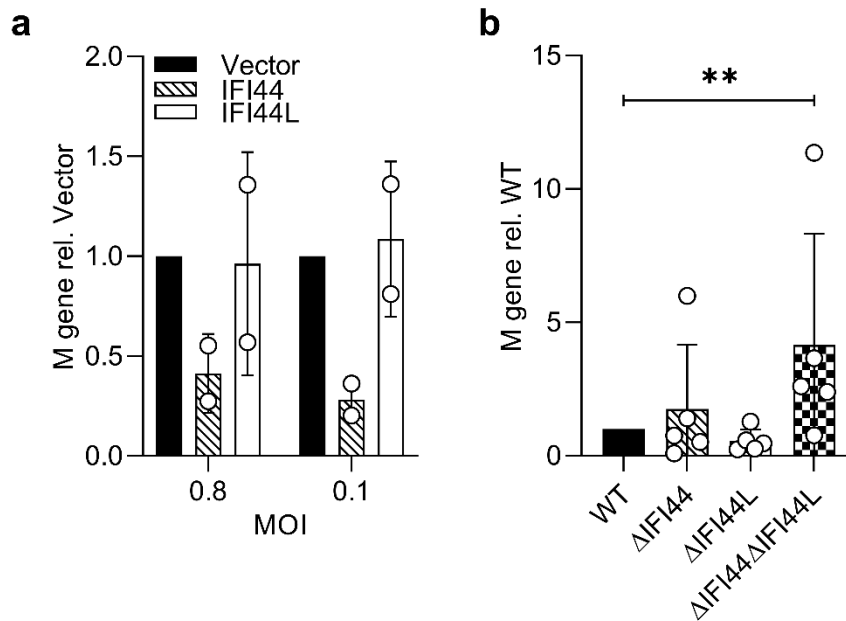 a
M gene rel. Vector
2.0
1.5
1.0
0.5
0.0
Vector
IFI44
IFI44L
0.8
0.1
MOI
b
M gene rel. WT
15
10
5
0
**
WT
ΔIFI44
ΔIFI44L
ΔIFI44ΔIFI44L